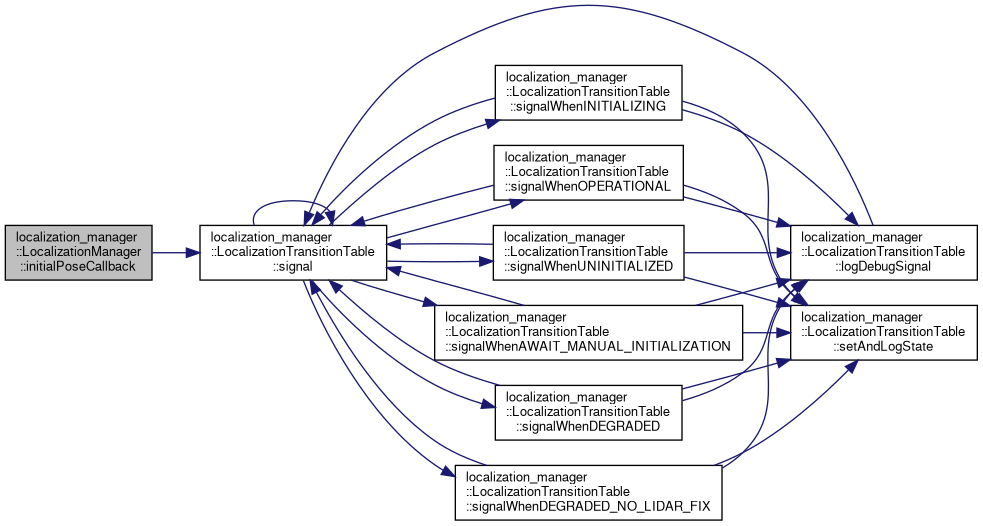 localization_manager
::LocalizationManager
::initialPoseCallback
localization_manager
::LocalizationTransitionTable
::signal
localization_manager
::LocalizationTransitionTable
::signalWhenINITIALIZING
localization_manager
::LocalizationTransitionTable
::signalWhenOPERATIONAL
localization_manager
::LocalizationTransitionTable
::signalWhenUNINITIALIZED
localization_manager
::LocalizationTransitionTable
::signalWhenAWAIT_MANUAL_INITIALIZATION
localization_manager
::LocalizationTransitionTable
::signalWhenDEGRADED
localization_manager
::LocalizationTransitionTable
::signalWhenDEGRADED_NO_LIDAR_FIX
localization_manager
::LocalizationTransitionTable
::logDebugSignal
localization_manager
::LocalizationTransitionTable
::setAndLogState